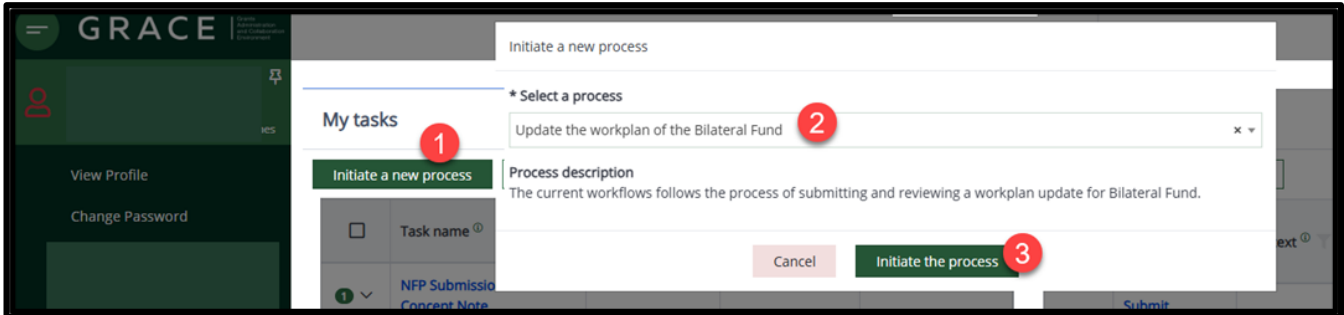 GRACE
Grants
Administration
and Collaboration
Environment
Initiate a new process
* Select a process
My tasks
1
Update the workplan of the Bilateral Fund
2
× 
Initiate a new process
Process description
The current workflows follows the process of submitting and reviewing a workplan update for Bilateral Fund.
View Profile
Change Password
Task name
Cancel
Initiate the process
3
ext
1
NFP Submissio
Concept Note
Submit